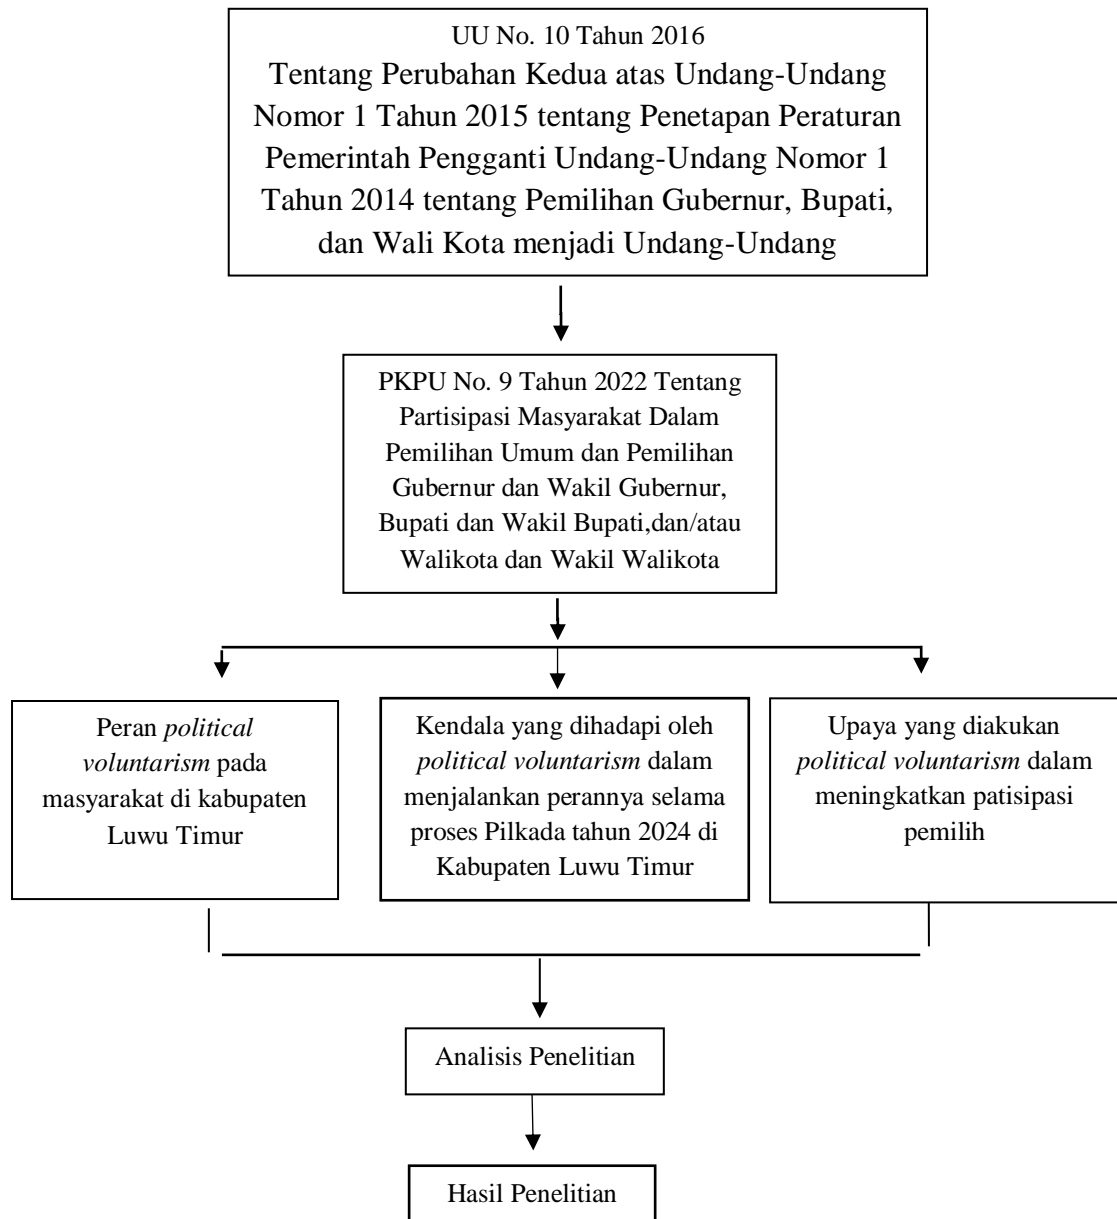 UU No. 10 Tahun 2016
Tentang Perubahan Kedua atas Undang-Undang
Nomor 1 Tahun 2015 tentang Penetapan Peraturan
Pemerintah Pengganti Undang-Undang Nomor 1
Tahun 2014 tentang Pemilihan Gubernur, Bupati,
dan Wali Kota menjadi Undang-Undang
PKPU No. 9 Tahun 2022 Tentang
Partisipasi Masyarakat Dalam
Pemilihan Umum dan Pemilihan
Gubernur dan Wakil Gubernur,
Bupati dan Wakil Bupati,dan/atau
Walikota dan Wakil Walikota
Peran political
voluntarism pada
masyarakat di kabupaten
Luwu Timur
Kendala yang dihadapi oleh
political voluntarism dalam
menjalankan perannya selama
proses Pilkada tahun 2024 di
Kabupaten Luwu Timur
Upaya yang diakukan
political voluntarism dalam
meningkatkan patisipasi
pemilih
Analisis Penelitian
Hasil Penelitian